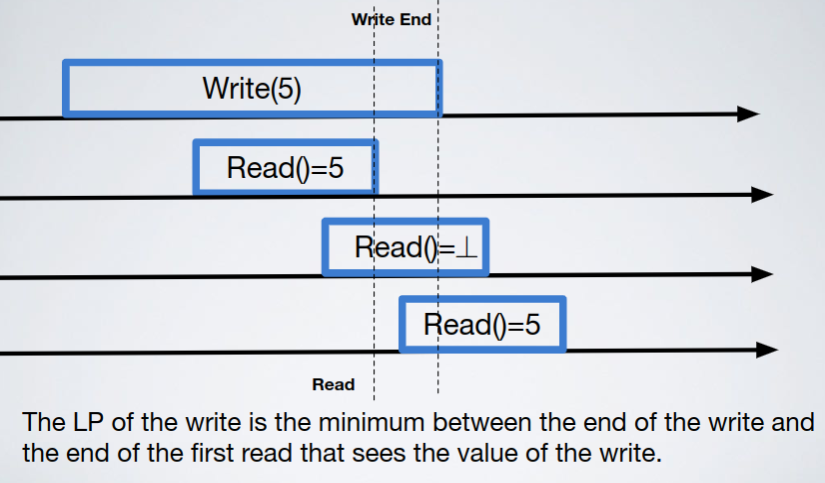 Write End
Write(5)
Read()=5
Read()=⊥
Read()=5
Read
The LP of the write is the minimum between the end of the write and
the end of the first read that sees the value of the write.